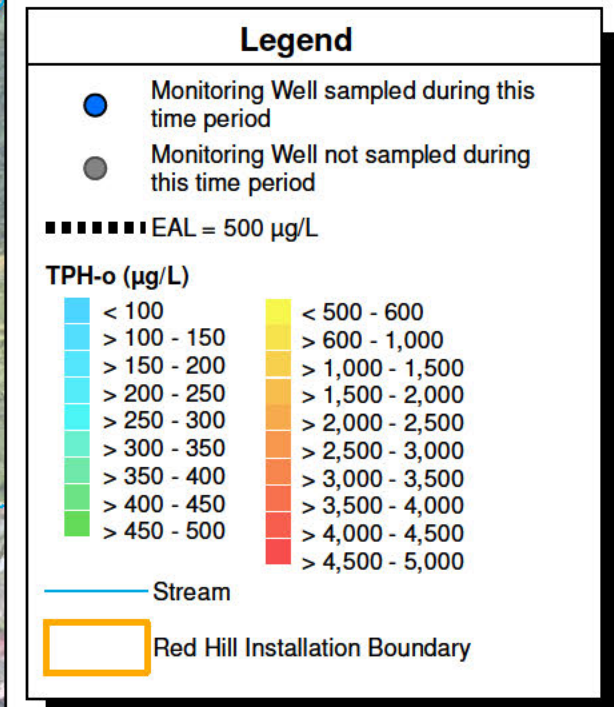 Legend
Monitoring Well sampled during this
time period
Monitoring Well not sampled during
this time period
EAL = 500 µg/L
TPH-o (µg/L)
< 100
> 100 - 150
> 150 - 200
> 200 - 250
> 250 - 300
> 300 - 350
> 350 - 400
> 400 - 450
> 450 - 500
< 500 - 600
> 600 - 1,000
> 1,000 - 1,500
> 1,500 - 2,000
> 2,000 - 2,500
> 2,500 - 3,000
> 3,000 - 3,500
> 3,500 - 4,000
> 4,000 - 4,500
> 4,500 - 5,000
Stream
Red Hill Installation Boundary